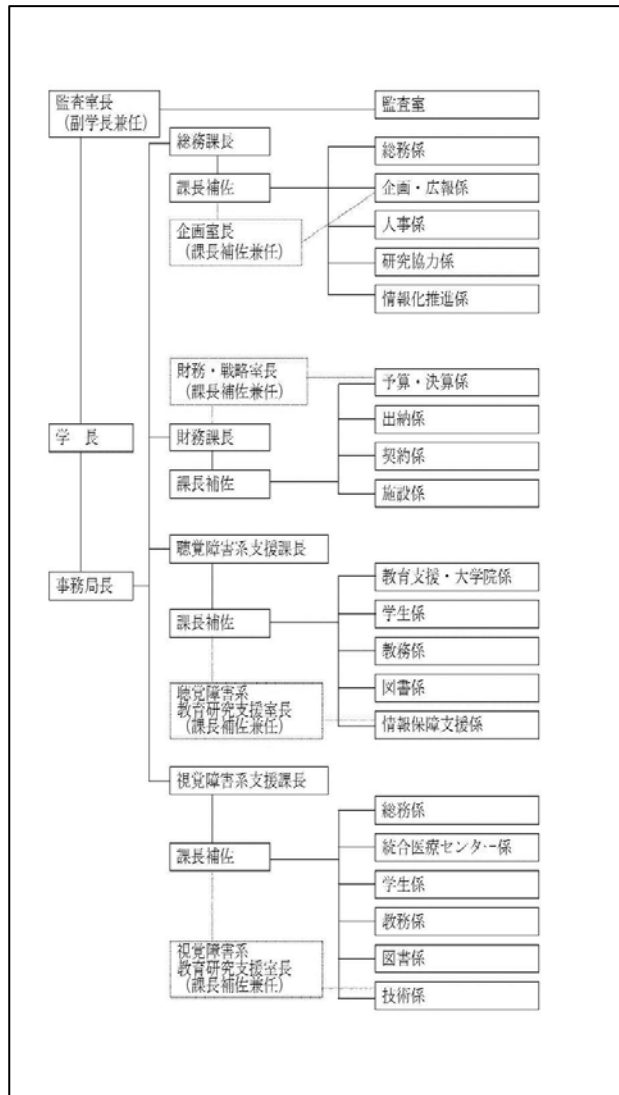 監査室長
(副学長兼任)
監査室
総務課長
課長補佐
企画室長
(課長補佐兼任)
総務係
企画・広報係
人事係
研究協力係
情報化推進係
財務・戦略室長
(課長補佐兼任)
学　長
財務課長
課長補佐
予算・決算係
出納係
契約係
施設係
事務局長
聴覚障害系支援課長
課長補佐
聴覚障害系
教育研究支援室長
(課長補佐兼任)
教育支援・大学院係
学生係
教務係
図書係
情報保障支援係
視覚障害系支援課長
課長補佐
視覚障害系
教育研究支援室長
(課長補佐兼任)
総務係
統合医療センター係
学生係
教務係
図書係
技術係